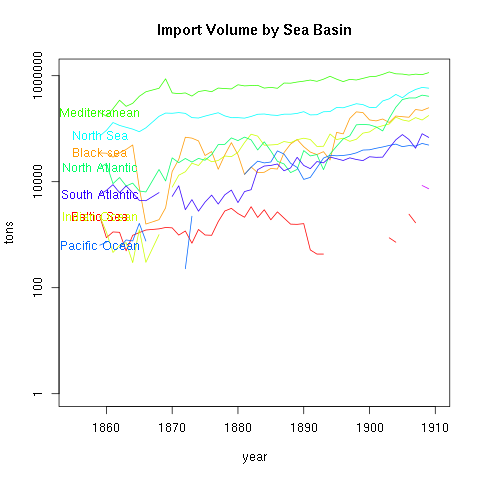 Import Volume by Sea Basin
1000000
10000
100
1
tons
Mediterranean
North Sea
Black sea
North Atlantic
South Atlantic
Baltic Sea
Pacific Ocean
1860 1870 1880 1890 1900 1910
year